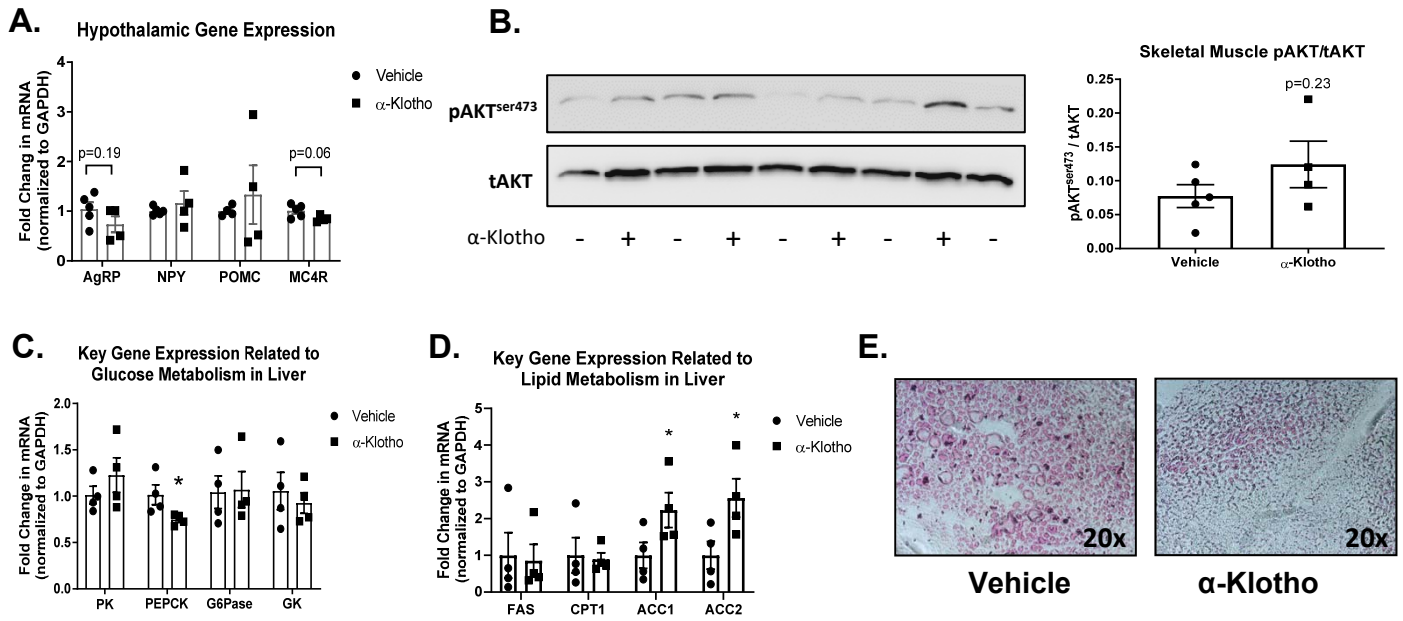 A.
Hypothalamic Gene Expression
Fold Change in mRNA
(normalized to GAPDH)
4
3
2
1
0
p=0.19
p=0.06
AgRP NPY POMC MC4R
Vehicle
α-Klotho
B.
pAKTser473
tAKT
α-Klotho - + - + - + - + -
Skeletal Muscle pAKT/tAKT
pAKTser473 / tAKT
0.25
0.20
0.15
0.10
0.05
0.00
p=0.23
Vehicle α-Klotho
C.
Key Gene Expression Related to
Glucose Metabolism in Liver
Fold Change in mRNA
(normalized to GAPDH)
2.0
1.5
1.0
0.5
0.0
*
PK PEPCK G6Pase GK
Vehicle
α-Klotho
D.
Key Gene Expression Related to
Lipid Metabolism in Liver
Fold Change in mRNA
(normalized to GAPDH)
5
4
3
2
1
0
* *
FAS CPT1 ACC1 ACC2
Vehicle
α-Klotho
E.
20x
20x
Vehicle
α-Klotho